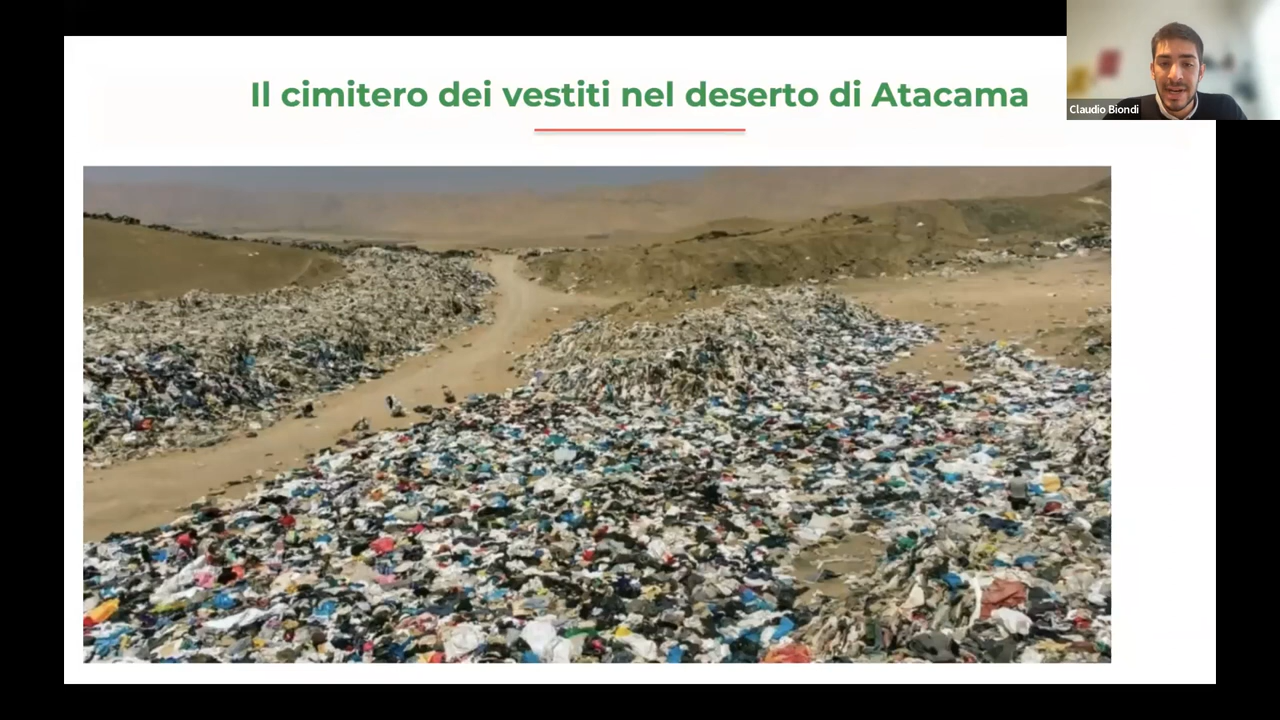 Il cimitero dei vestiti nel deserto di Atacama
Claudio Biondi